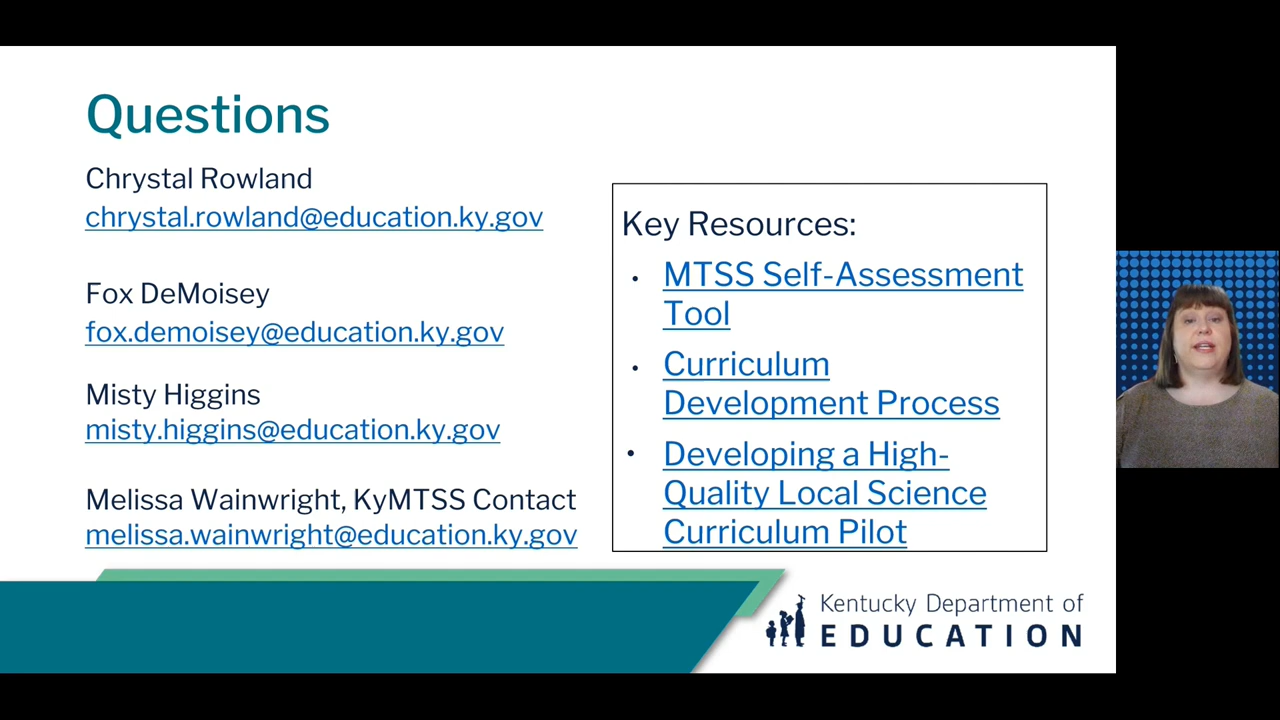 Questions
Chrystal Rowland
chrystal.rowland@education.ky.gov
Fox DeMoisey
fox.demoisey@education.ky.gov
Misty Higgins
misty.higgins@education.ky.gov
Melissa Wainwright, KyMTSS Contact
melissa.wainwright@education.ky.gov
Key Resources:
• MTSS Self-Assessment
Tool
• Curriculum
Development Process
• Developing a High-
Quality Local Science
Curriculum Pilot
Kentucky Department of
EDUCATION